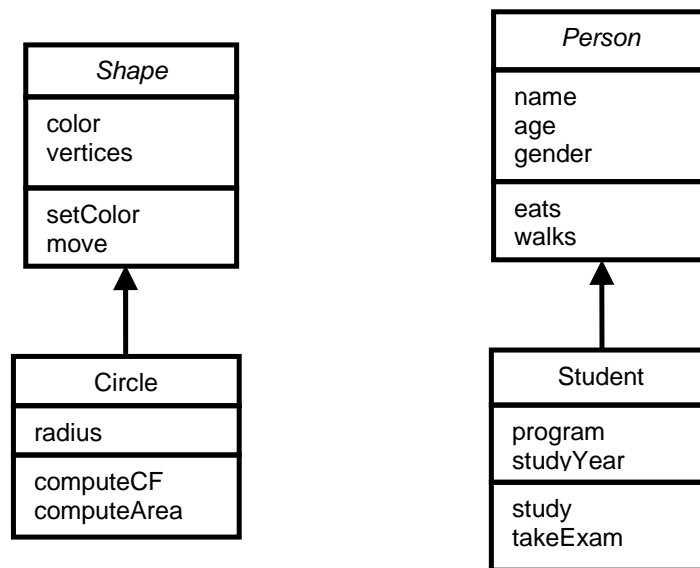 Shape
color
vertices
setColor
move
Circle
radius
computeCF
computeArea
Person
name
age
gender
eats
walks
Student
program
studyYear
study
takeExam